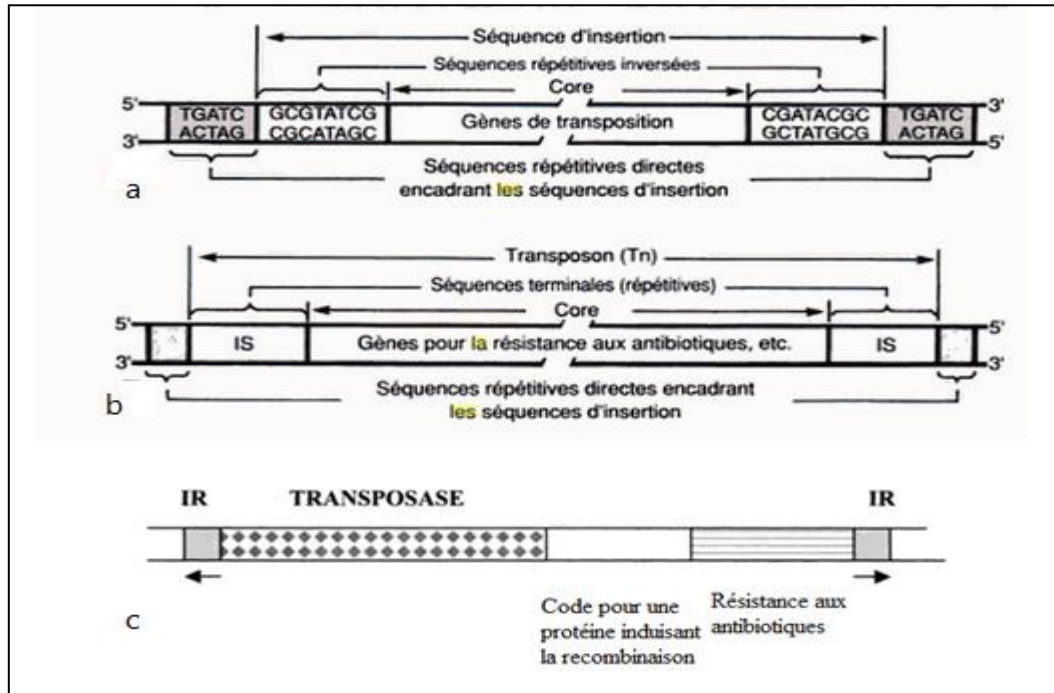 Séquence d'insertion
Séquences répétitives inversées
Core
5' TGATC GCGTATCG Gènes de transposition CGATACGC TGATC 3'
3' ACTAG CGCATAGC GCTATGCG ACTAG 5'
Séquences répétitives directes
encadrant les séquences d'insertion
a
Transposon (Tn)
Séquences terminales (répétitives)
Core
5' 5'
IS Gènes pour la résistance aux antibiotiques, etc. IS
3' 3'
Séquences répétitives directes encadrant
les séquences d'insertion
b
IR TRANSPOSASE IR
Code pour une
protéine induisant
la recombinaison
Résistance aux
antibiotiques
c